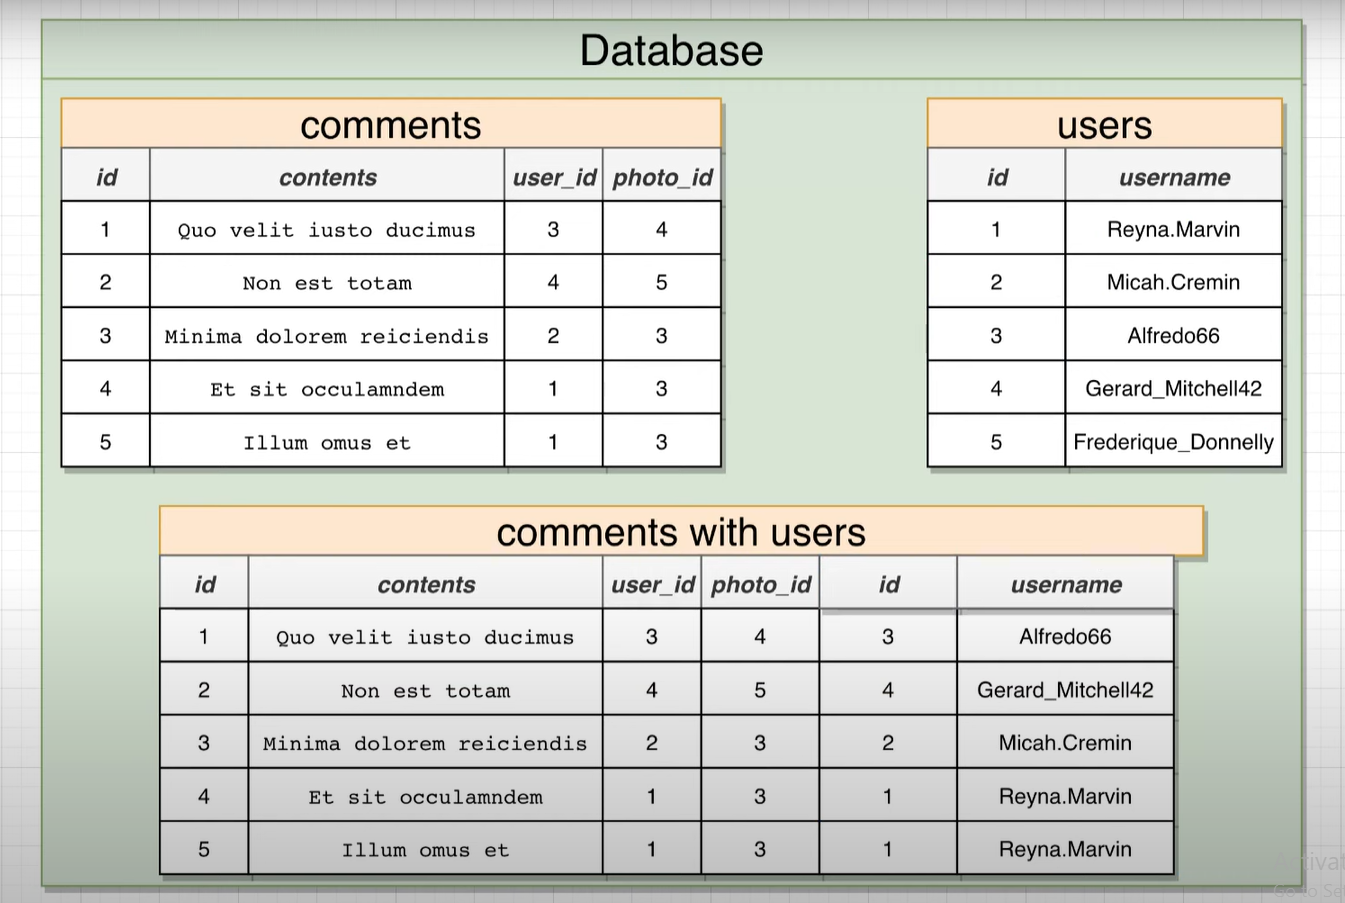 Database
comments
id contents user_id photo_id
1 Quo velit iusto ducimus 3 4
2 Non est totam 4 5
3 Minima dolorem reiciendis 2 3
4 Et sit occulamndem 1 3
5 Illum omus et 1 3
users
id username
1 Reyna.Marvin
2 Micah.Cremin
3 Alfredo66
4 Gerard_Mitchell42
5 Frederique_Donnelly
comments with users
id contents user_id photo_id id username
1 Quo velit iusto ducimus 3 4 3 Alfredo66
2 Non est totam 4 5 4 Gerard_Mitchell42
3 Minima dolorem reiciendis 2 3 2 Micah.Cremin
4 Et sit occulamndem 1 3 1 Reyna.Marvin
5 Illum omus et 1 3 1 Reyna.Marvin